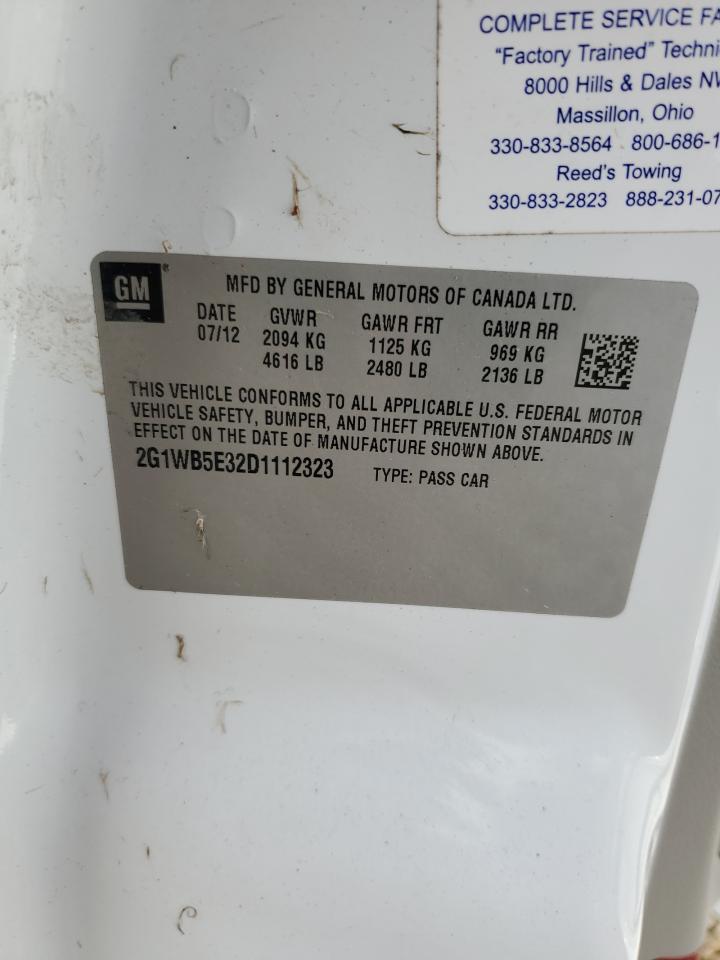 COMPLETE SERVICE
"Factory Trained"
8000 Hills & Dales NW
Massillon, Ohio
330-833-8564 800-686-1
Reed's Towing
330-833-2823 888-231-07
GM
MFD BY GENERAL MOTORS OF CANADA LTD.
DATE GVWR GAWR FRT GAWR RR
07/12 2094 KG 1125 KG 969 KG
4616 LB 2480 LB 2136 LB
THIS VEHICLE CONFORMS TO ALL APPLICABLE U.S. FEDERAL MOTOR
VEHICLE SAFETY, BUMPER, AND THEFT PREVENTION STANDARDS IN
EFFECT ON THE DATE OF MANUFACTURE SHOWN ABOVE.
2G1WB5E32D1112323 TYPE: PASS CAR